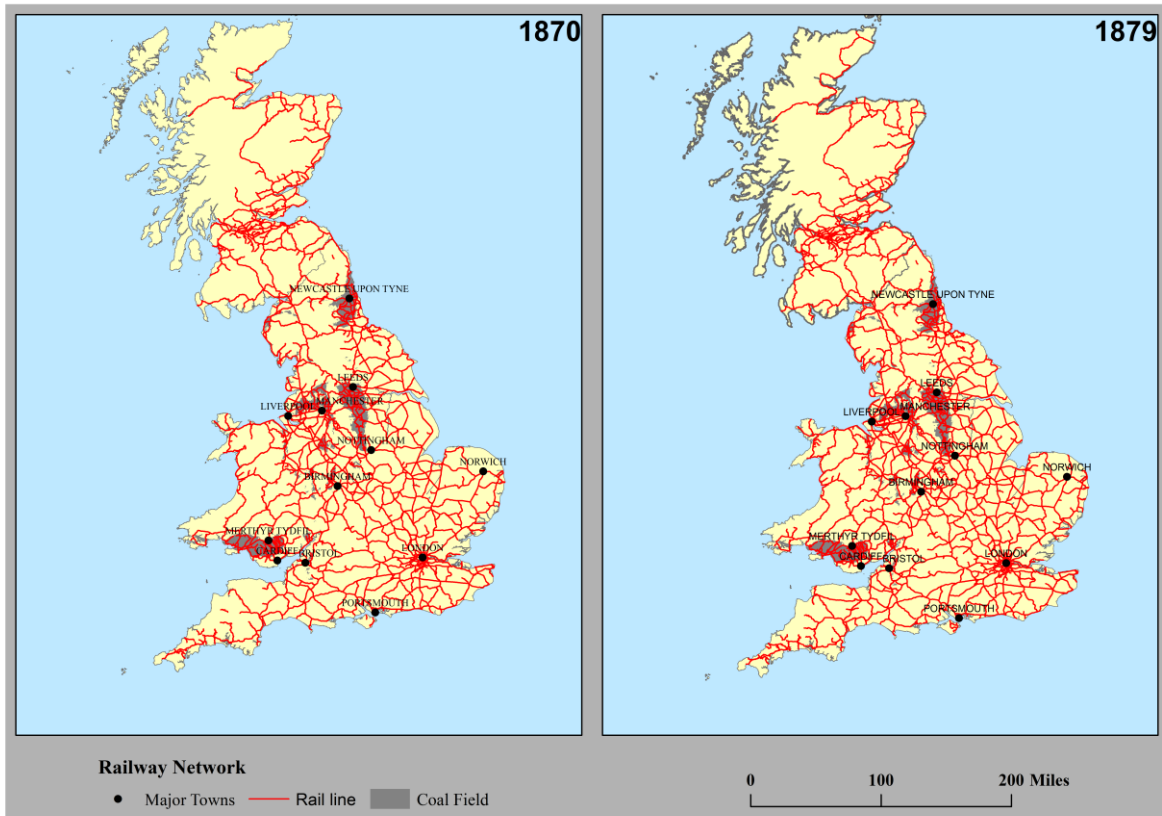 1870
NEWCASTLE UPON TYNE
LEEDS
LIVERPOOL
MANCHESTER
NOTTINGHAM
NORWICH
BIRMINGHAM
MERTHYR TYDFIL
CARDIFF
BRISTOL
LONDON
PORTSMOUTH
1879
NEWCASTLE UPON TYNE
LEEDS
LIVERPOOL
MANCHESTER
NOTTINGHAM
NORWICH
BIRMINGHAM
MERTHYR TYDFIL
CARDIFF
BRISTOL
LONDON
PORTSMOUTH
Railway Network
Major Towns
Rail line
Coal Field
0 100 200 Miles